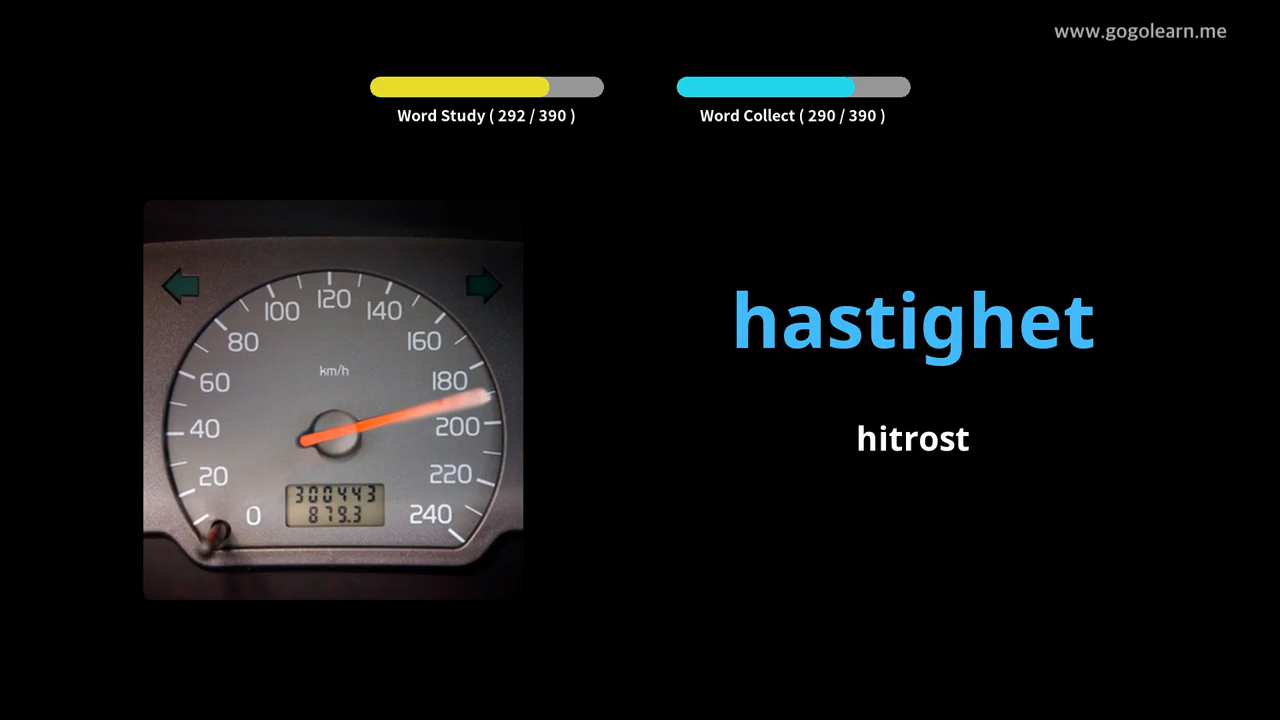 www.gogolearn.me
Word Study ( 292 / 390 )
Word Collect ( 290 / 390 )
120
100
140
80
160
km/h
60
180
40
200
20
220
300443
879.3
0
240
hastighet
hitrost